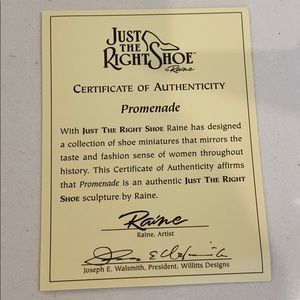 JUST
THE
RIGHT SHOE™
by Raine
CERTIFICATE OF AUTHENTICITY
Promenade
With JUST THE RIGHT SHOE Raine has designed
a collection of shoe miniatures that mirrors the
taste and fashion sense of women throughout
history. This Certificate of Authenticity affirms
that Promenade is an authentic JUST THE RIGHT
SHOE sculpture by Raine.
Raine
Raine, Artist
Joseph E. Walsmith, President, Willitts Designs